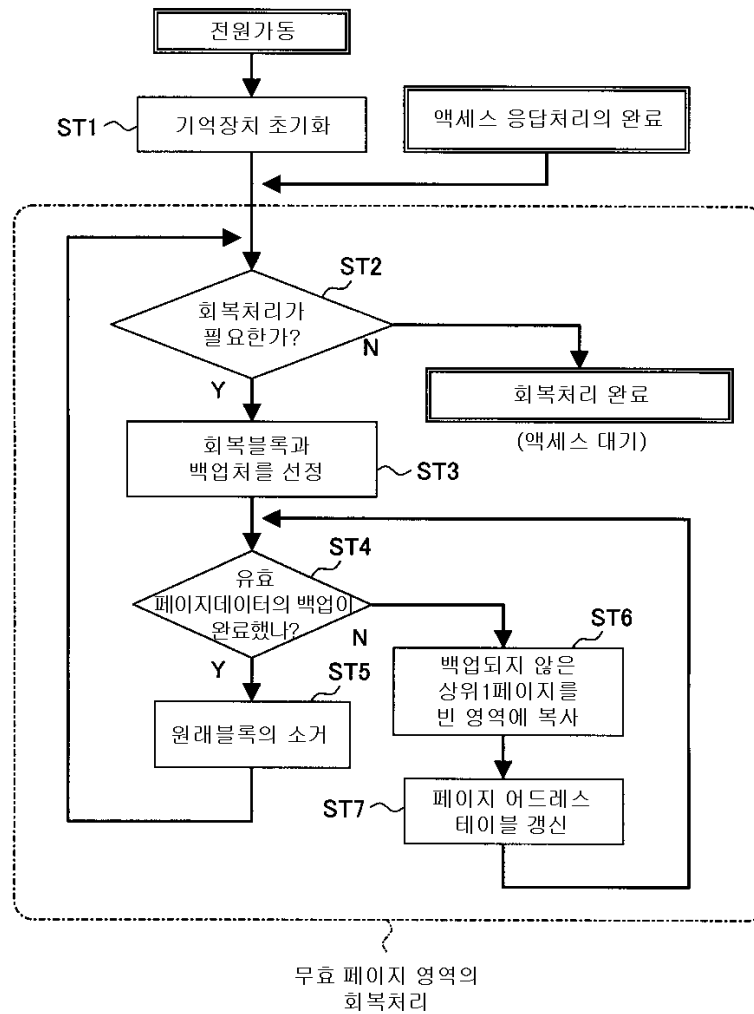 전원가동
ST1
기억장치 초기화
액세스 응답처리의 완료
ST2
회복처리가
필요한가?
N
Y
회복처리 완료
(액세스 대기)
회복블록과
백업처를 선정
ST3
ST4
유효
페이지데이터의 백업이
완료했나?
N
Y
ST5
원래블록의 소거
ST6
백업되지 않은
상위1페이지를
빈 영역에 복사
ST7
페이지 어드레스
테이블 갱신
무효 페이지 영역의
회복처리